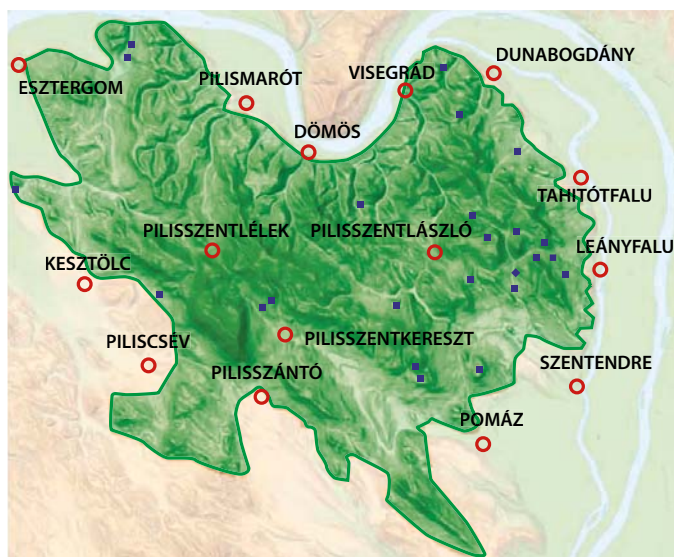 DUNABOGDÁNY
VISEGRÁD
ESZTERGOM
PILISMARÓT
DÖMÖS
TAHITÓTFALU
PILISSZENTLÉLEK
PILISSZENTLÁSZLÓ
LEÁNYFALU
KESZTÖLC
PILISCSÉV
PILISSZENTKERESZT
SZENTENDRE
PILISSZÁNTÓ
POMÁZ